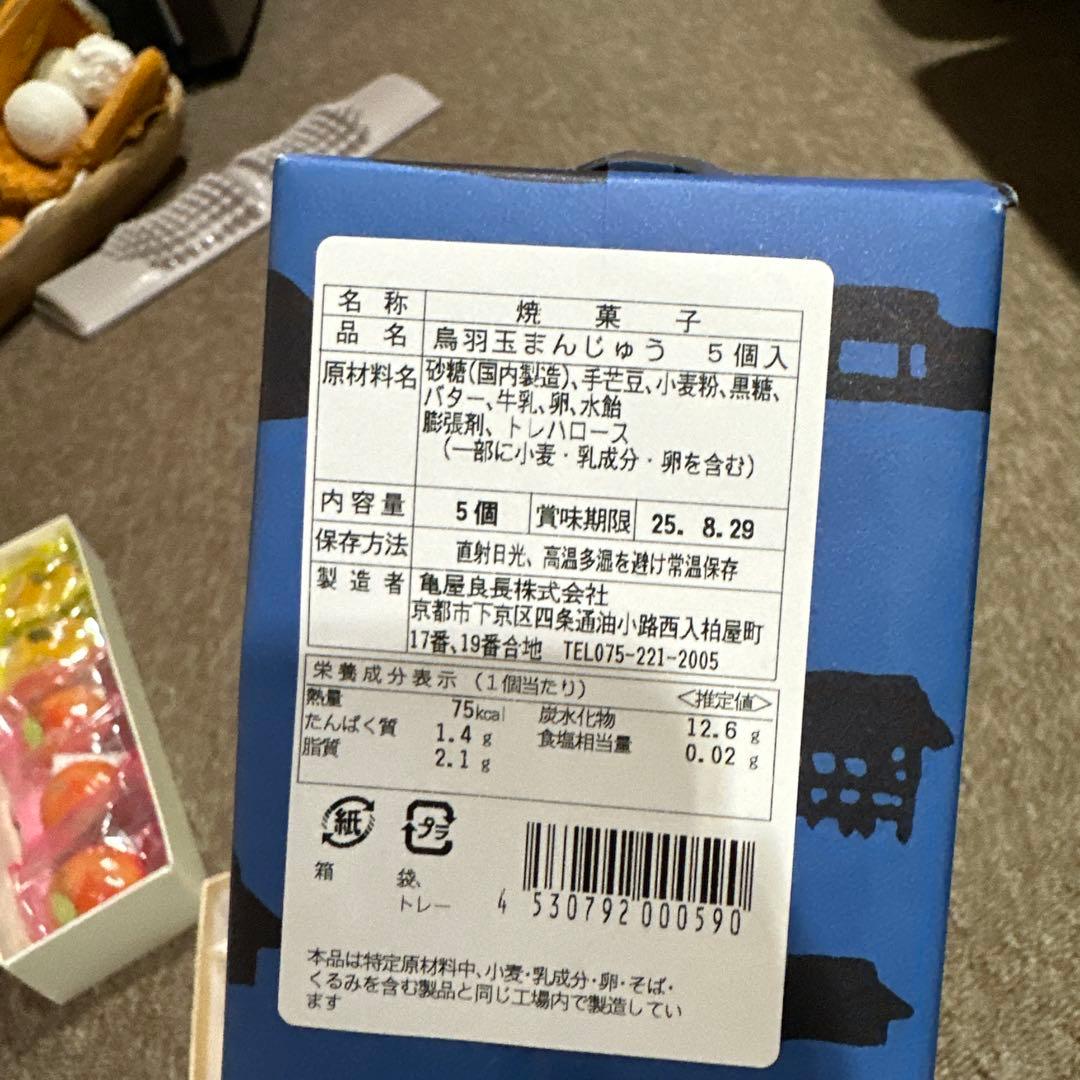 名称 焼菓子
品名 烏羽玉まんじゅう 5個入
原材料名 砂糖(国内製造)、手芒豆、小麦粉、黒糖、
バター、牛乳、卵、水飴
膨張剤、トレハロース
(一部に小麦・乳成分・卵を含む)
内容量 5個 賞味期限 25. 8.29
保存方法 直射日光、高温多湿を避け常温保存
製造者 亀屋良長株式会社
京都市下京区四条通油小路西入柏屋町
17番、19番合地 TEL075-221-2005
栄養成分表示(1個当たり) <推定値>
熱量 75kcal 炭水化物 12.6g
たんぱく質 1.4g 食塩相当量 0.02g
脂質 2.1g
紙 プラ
箱 袋、
トレー
4 530792 000590
本品は特定原材料中、小麦・乳成分・卵・そば・
くるみを含む製品と同じ工場内で製造してい
ます